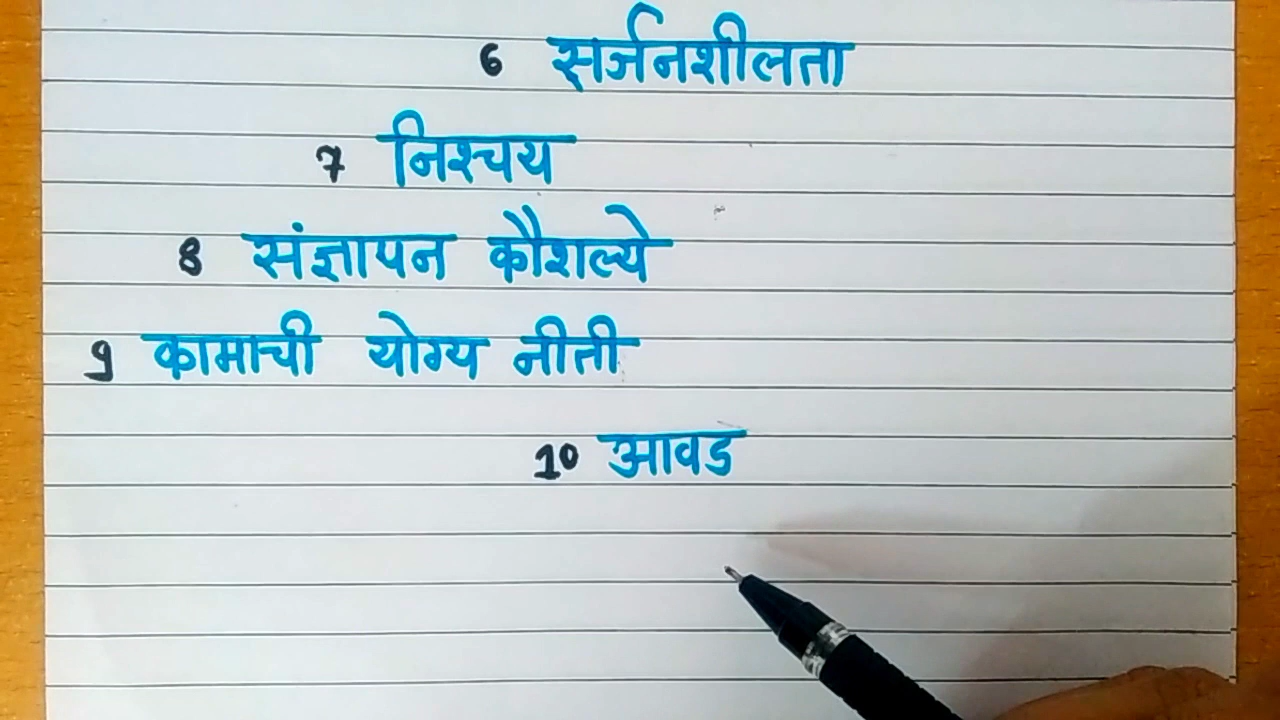 6 सर्जनशीलता
7 निश्चय
8 संज्ञापन कौशल्ये
9 कामाची योग्य नीती
10 आवड